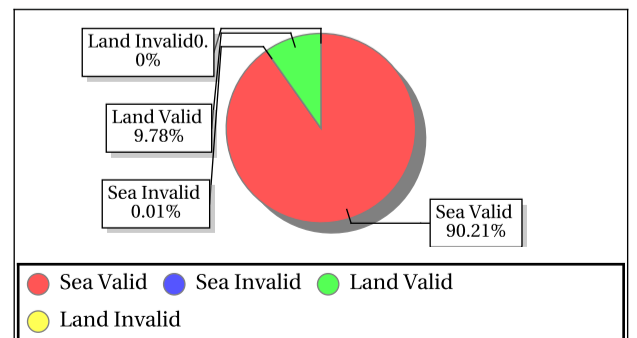 Land Invalid0.
0%
Land Valid
9.78%
Sea Invalid
0.01%
Sea Valid
90.21%
Sea Valid
Sea Invalid
Land Valid
Land Invalid